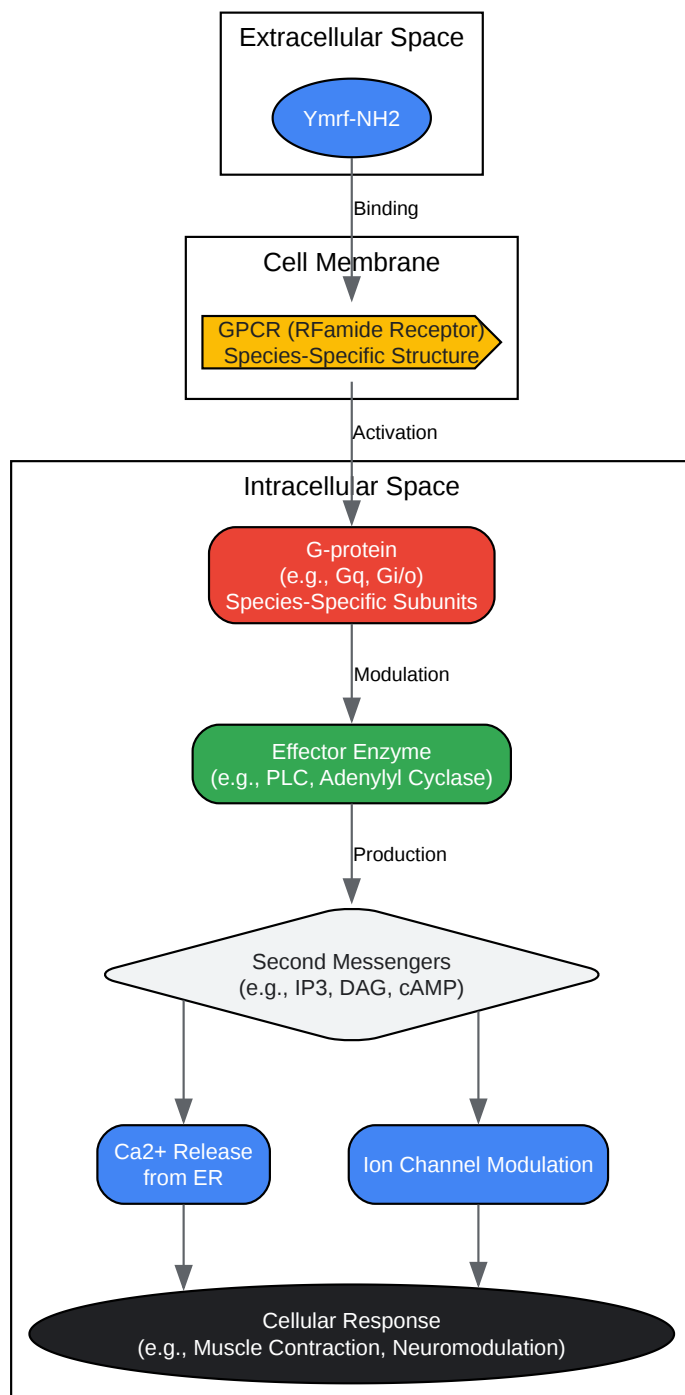 Extracellular Space
Ymrf-NH2
Binding
Cell Membrane
GPCR (RFamide Receptor)
Species-Specific Structure
Activation
Intracellular Space
G-protein
(e.g., Gq, Gi/o)
Species-Specific Subunits
Modulation
Effector Enzyme
(e.g., PLC, Adenylyl Cyclase)
Production
Second Messengers
(e.g., IP3, DAG, cAMP)
Ca2+ Release
from ER
Ion Channel Modulation
Cellular Response
(e.g., Muscle Contraction, Neuromodulation)